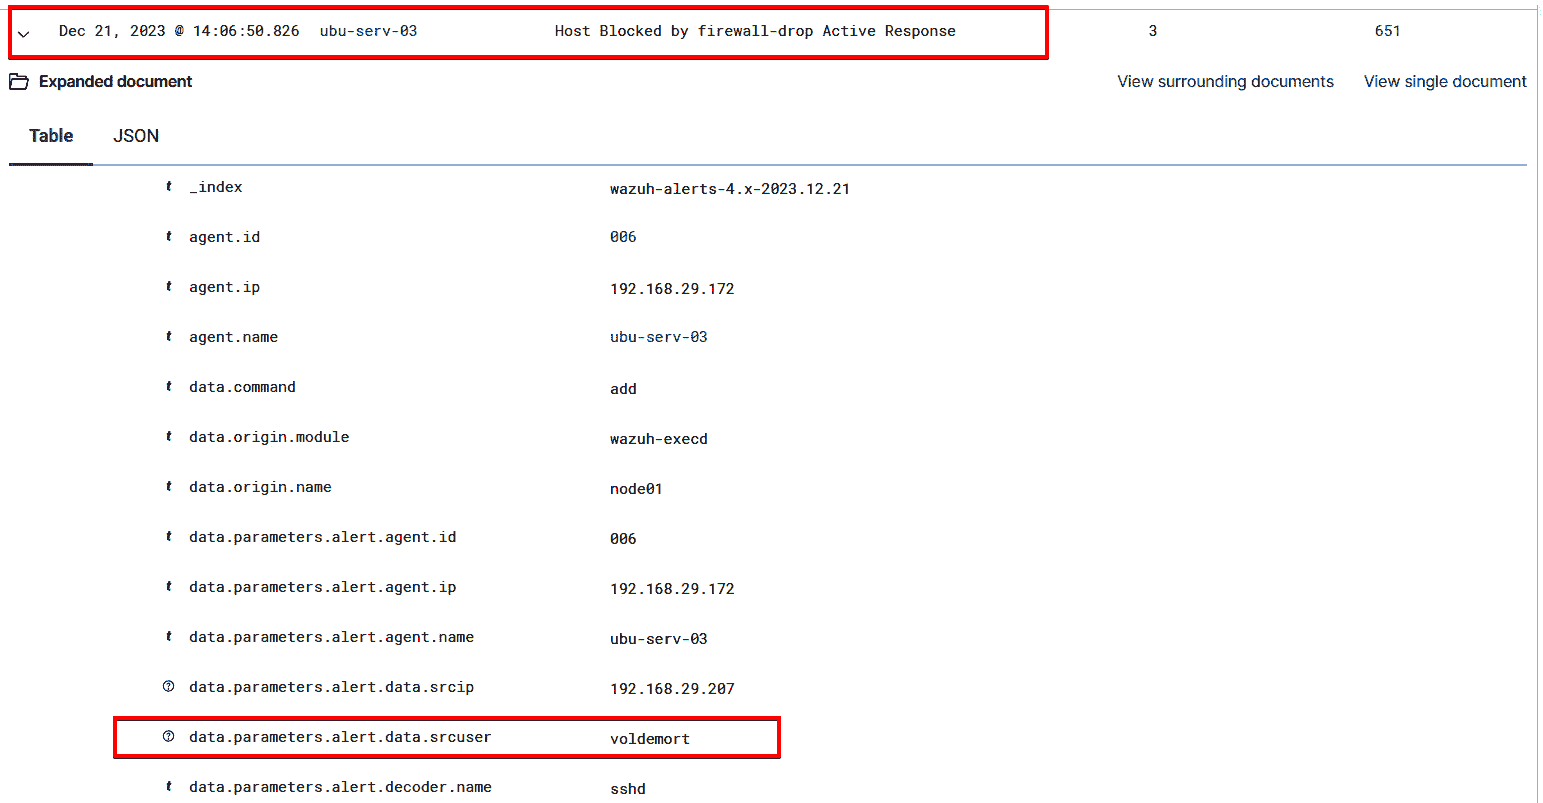 Dec 21, 2023 @ 14:06:50.826 ubu-serv-03 Host Blocked by firewall-drop Active Response 3 651
Expanded document View surrounding documents View single document
Table JSON
t _index wazuh-alerts-4.x-2023.12.21
t agent.id 006
t agent.ip 192.168.29.172
t agent.name ubu-serv-03
t data.command add
t data.origin.module wazuh-execd
t data.origin.name node01
t data.parameters.alert.agent.id 006
t data.parameters.alert.agent.ip 192.168.29.172
t data.parameters.alert.agent.name ubu-serv-03
? data.parameters.alert.data.srcip 192.168.29.207
? data.parameters.alert.data.srcuser voldemort
t data.parameters.alert.decoder.name sshd